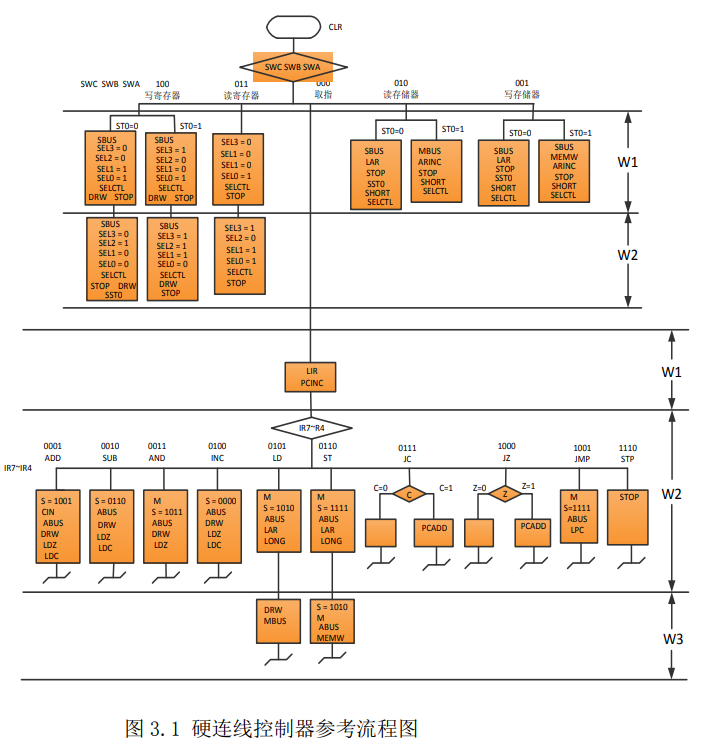 CLR
SWC SWB SWA
SWC SWB SWA 100 011 000 010 001
写寄存器 读寄存器 取指 读存储器 写存储器
ST0=0 ST0=1 ST0=0 ST0=1 ST0=0 ST0=1
SBUS
SEL3 = 0
SEL2 = 0
SEL1 = 1
SEL0 = 1
SELCTL
DRW STOP
SBUS
SEL3 = 1
SEL2 = 0
SEL1 = 0
SEL0 = 1
SELCTL
DRW STOP
SEL3 = 0
SEL1 = 0
SEL1 = 0
SEL0 = 1
SELCTL
STOP
SBUS
LAR
STOP
SST0
SHORT
SELCTL
MBUS
ARINC
STOP
SHORT
SELCTL
SBUS
LAR
STOP
SST0
SHORT
SELCTL
SBUS
MEMW
ARINC
STOP
SHORT
SELCTL
W1
SBUS
SEL3 = 0
SEL2 = 1
SEL1 = 0
SEL0 = 0
SELCTL
STOP DRW
SST0
SBUS
SEL3 = 1
SEL2 = 1
SEL1 = 1
SEL0 = 0
SELCTL
DRW
STOP
SEL3 = 1
SEL2 = 0
SEL1 = 1
SEL0 = 1
SELCTL
STOP
W2
LIR
PCINC
W1
IR7~R4
0001 0010 0011 0100 0101 0110 0111 1000 1001 1110
ADD SUB AND INC LD ST JC JZ JMP STP
IR7~IR4
S = 1001
CIN
ABUS
DRW
LDZ
LDC
S = 0110
ABUS
DRW
LDZ
LDC
M
S = 1011
ABUS
DRW
LDZ
S = 0000
ABUS
DRW
LDZ
LDC
M
S = 1010
ABUS
LAR
LONG
M
S = 1111
ABUS
LAR
LONG
C=0 C C=1
PCADD
Z=0 Z Z=1
PCADD
M
S=1111
ABUS
LPC
STOP
W2
DRW
MBUS
S = 1010
M
ABUS
MEMW
W3
图 3.1 硬连线控制器参考流程图